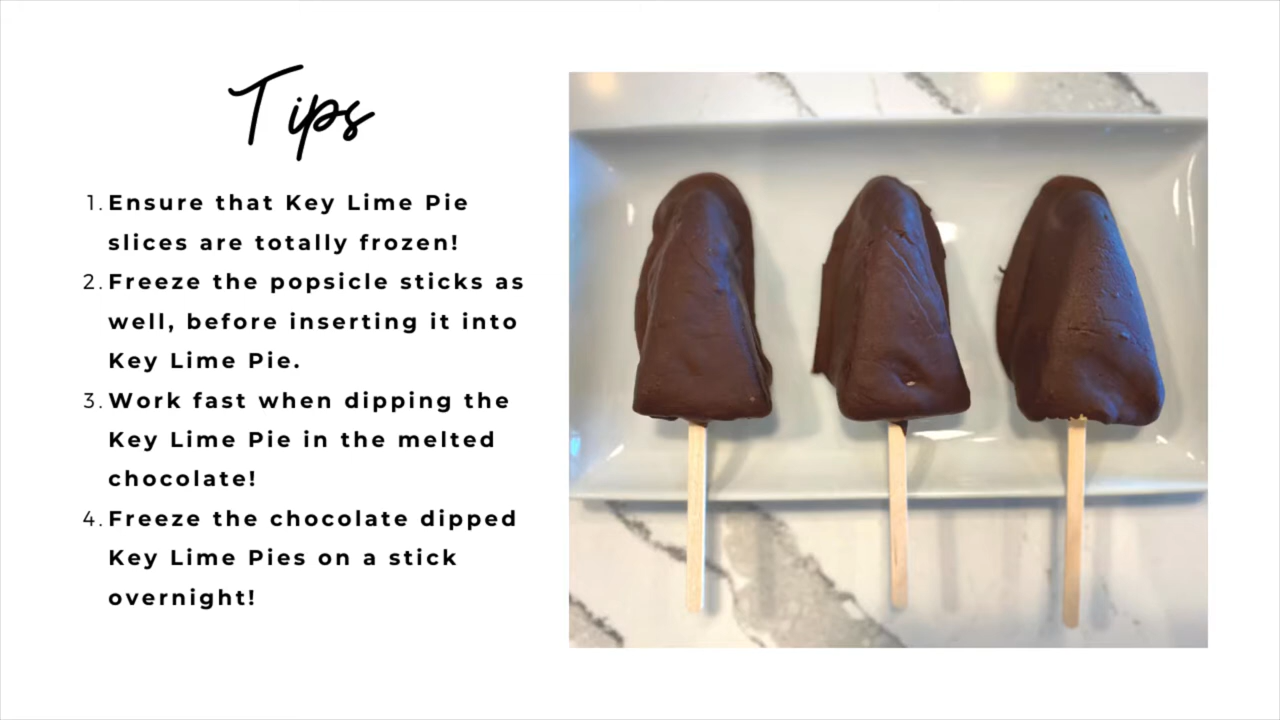 Tips
1. Ensure that Key Lime Pie
slices are totally frozen!
2. Freeze the popsicle sticks as
well, before inserting it into
Key Lime Pie.
3. Work fast when dipping the
Key Lime Pie in the melted
chocolate!
4. Freeze the chocolate dipped
Key Lime Pies on a stick
overnight!